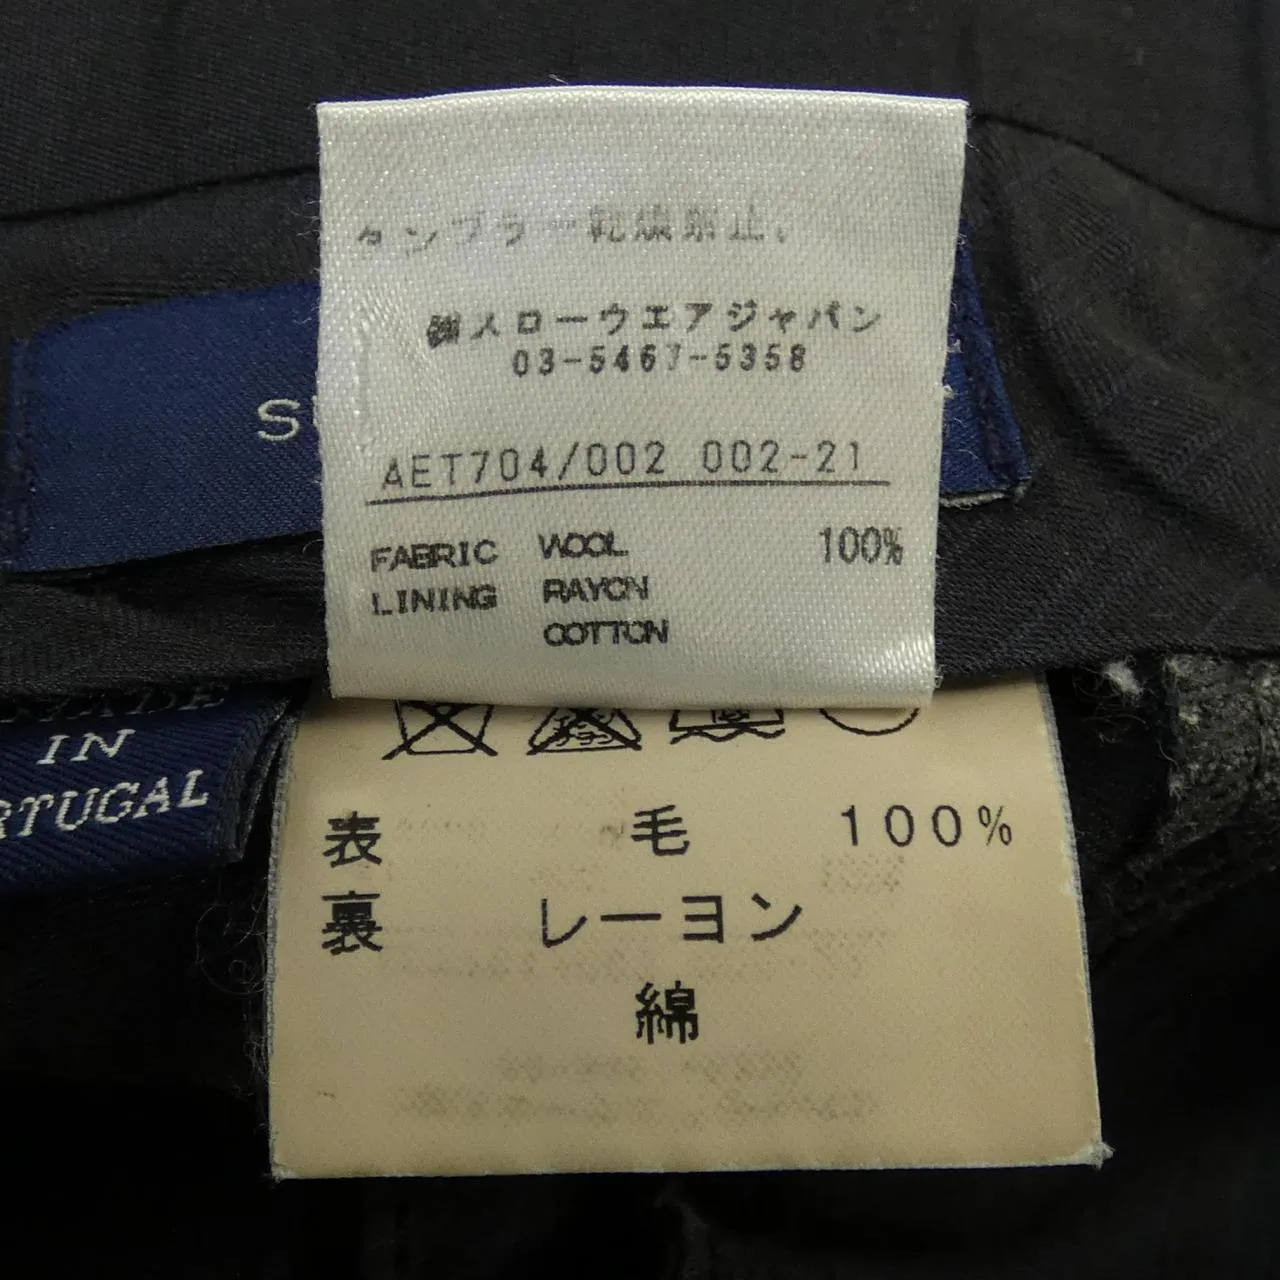 タンブラー乾燥禁止。
㈱スローウエアジャパン
03-5467-5358
AET704/002 002-21
FABRIC WOOL 100%
LINING RAYON
COTTON
IN
表 毛 100%
裏 レーヨン
綿